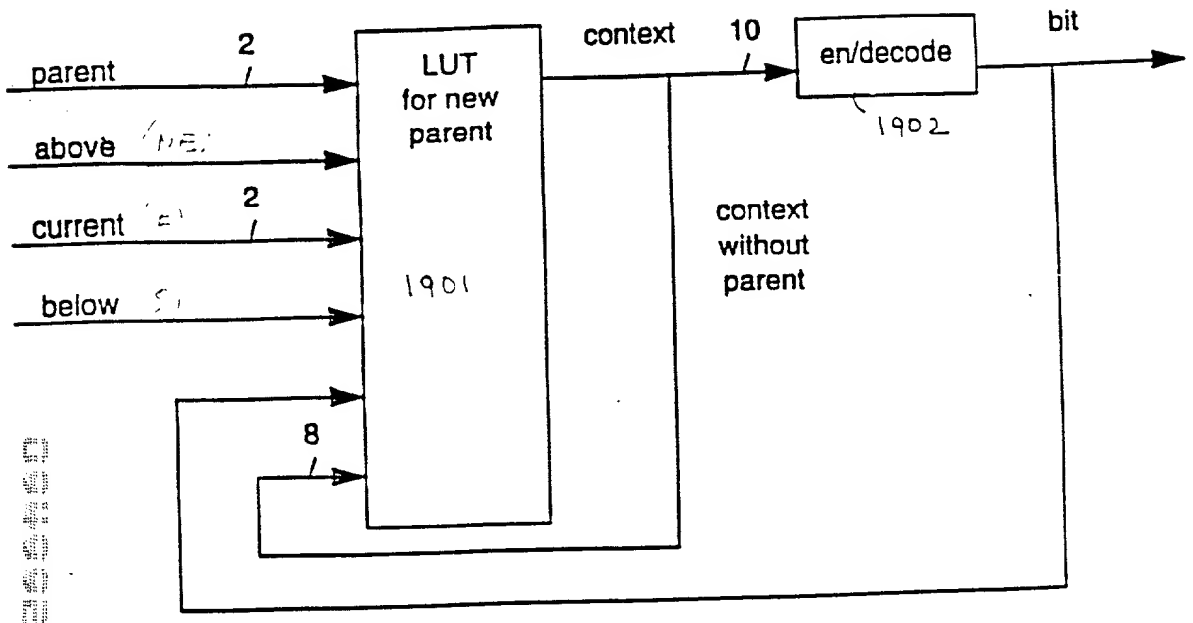 parent
2
LUT
for new
parent
context
10
en/decode
bit
1902
above (NE)
current (E)
2
context
without
parent
below
1901
8